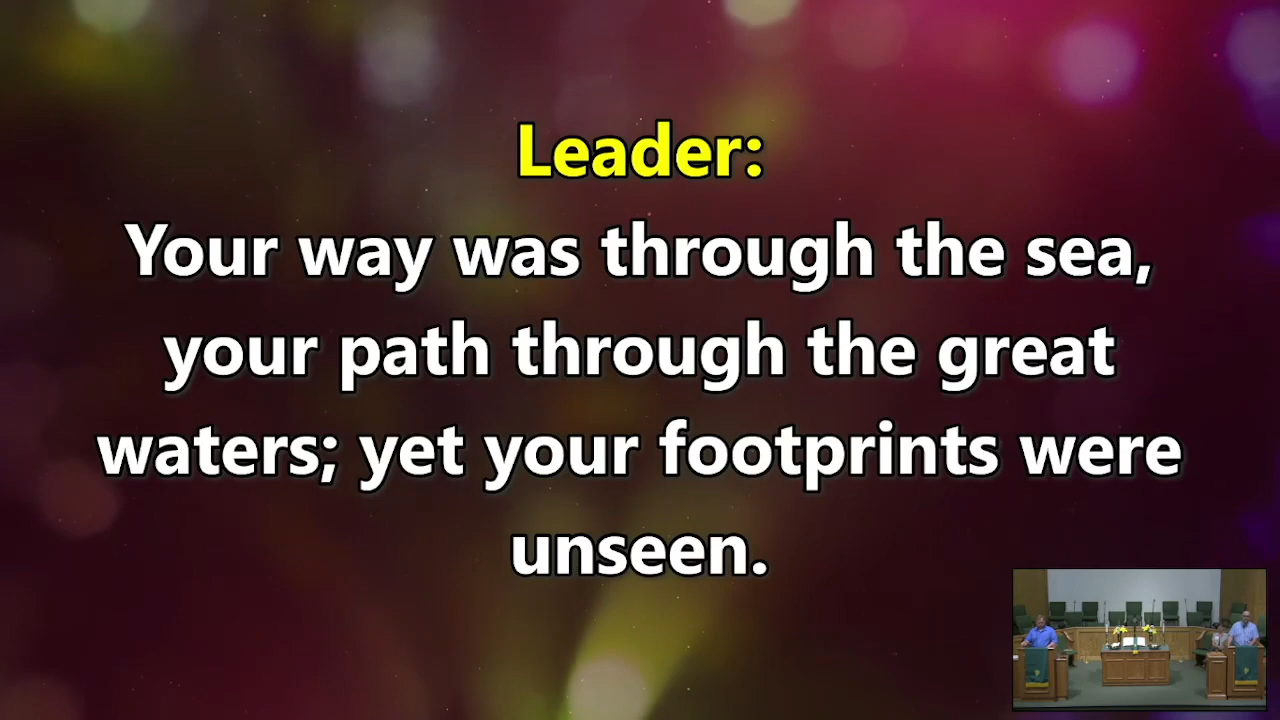 Leader:
Your way was through the sea,
your path through the great
waters; yet your footprints were
unseen.